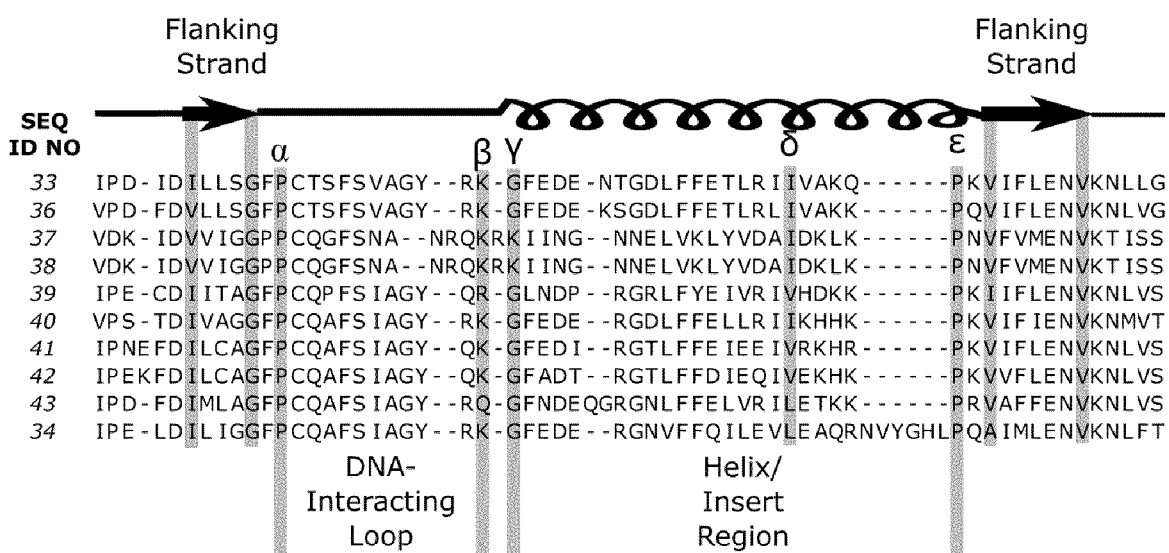 Flanking Strand Flanking Strand
SEQ ID NO
α β γ δ ε
33 IPD-IDILLSGFPCTSFSVAGY--RK-GFEDE-NTGDLFFETLRIIVAKQ------PKVIFLENVKNLLG
36 VPD-FDVLLSGFPCTSFSVAGY--RK-GFEDE-KSGDLFFETLRLIVAKK------PQVIFLENVKNLVG
37 VDK-IDVVIGGPPCQGFSNA--NRQKRKIING--NNELVKLYVDAIDKLK------PNVFVMENVKTISS
38 VDK-IDVVIGGPPCQGFSNA--NRQKRKIING--NNELVKLYVDAIDKLK------PNVFVMENVKTISS
39 IPE-CDIITAGFPCQPFSIAGY--QR-GLNDP--RGRLFYEIVRIVHDKK------PKIIFLENVKNLVS
40 VPS-TDIVAGGFPCQAFSIAGY--RK-GFEDE--RGDLFFELLRIIKHHK------PKVIFIENVKNMVT
41 IPNEFDILCAGFPCQAFSIAGY--QK-GFEDI--RGTLFFEIEEIVRKHR------PKVIFLENVKNLVS
42 IPEKFDILCAGFPCQAFSIAGY--RK-GFADT--RGTLFFDIEQIVEKHK------PKVVFLENVKNLVS
43 IPD-FDIMLAGFPCQAFSIAGY--RQ-GFNDEQGRGNLFFELVRILETKK------PRVAFFENVKNLVS
34 IPE-LDILIGGFPCQAFSIAGY--RK-GFEDE--RGNVFFQILEVLEAQRNVYGHLPQAIMLENVKNLFT
DNA-
Interacting
Loop
Helix/
Insert
Region